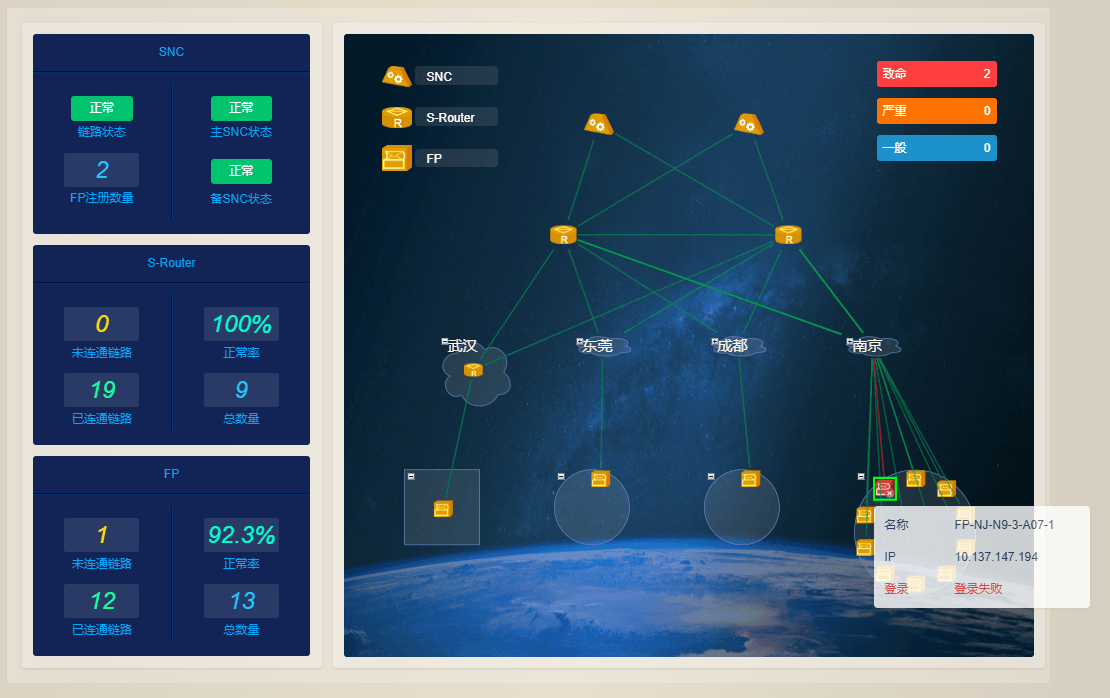 SNC
正常
链路状态
正常
主SNC状态
2
FP注册数量
正常
备SNC状态
S-Router
0
未连通链路
100%
正常率
19
已连通链路
9
总数量
FP
1
未连通链路
92.3%
正常率
12
已连通链路
13
总数量
SNC
R
S-Router
FP
致命 2
严重 0
一般 0
R
R
武汉
东莞
成都
南京
R
名称 FP-NJ-N9-3-A07-1
IP 10.137.147.194
登录 登录失败